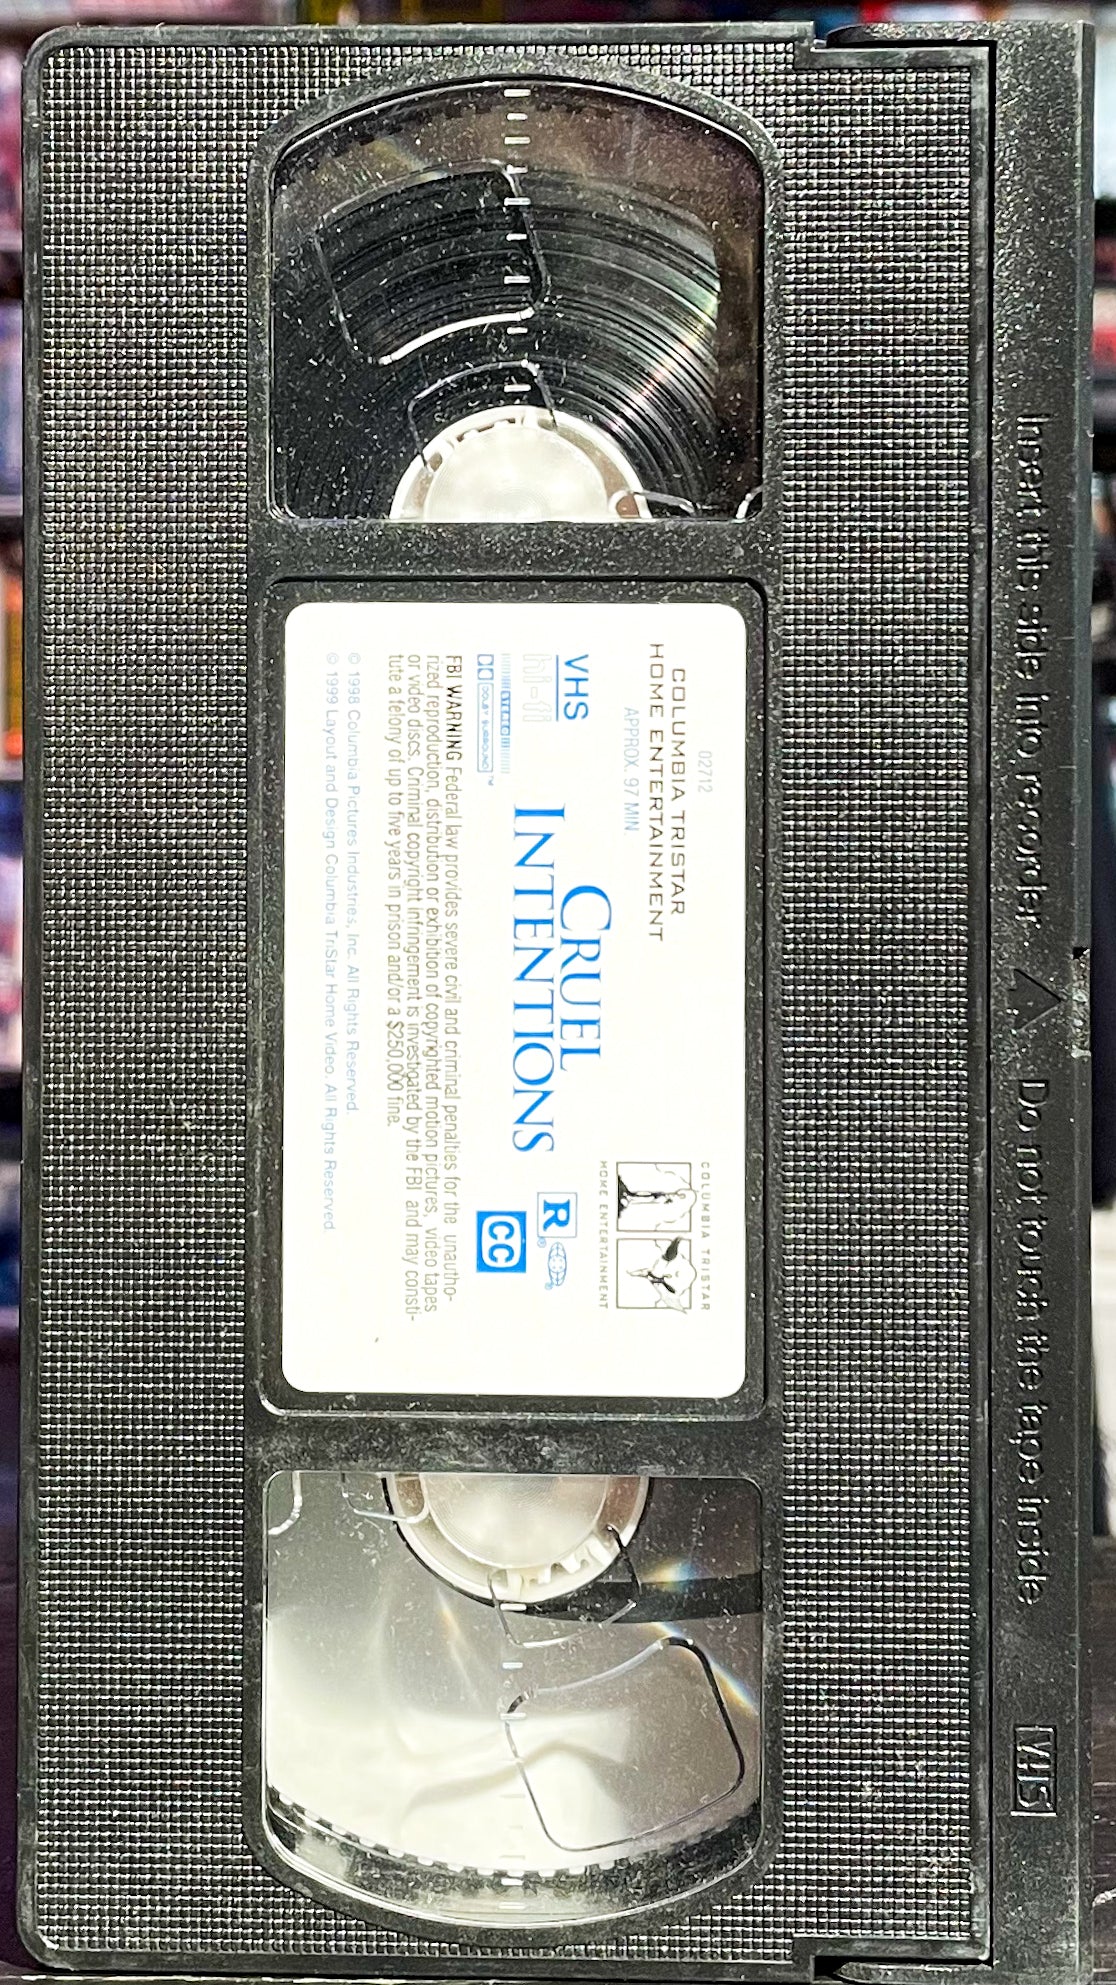 Insert this side into recorder △ Do not touch the tape inside
VHS
02712
COLUMBIA TRISTAR
HOME ENTERTAINMENT
APPROX. 97 MIN.
COLUMBIA TRISTAR
HOME ENTERTAINMENT
VHS
hi-fi
STEREO
DOLBY SURROUND™
CRUEL
INTENTIONS
R®
®
CC
FBI WARNING Federal law provides severe civil and criminal penalties for the unautho-
rized reproduction, distribution or exhibition of copyrighted motion pictures, video tapes
or video discs. Criminal copyright infringement is investigated by the FBI and may consti-
tute a felony of up to five years in prison and/or a $250,000 fine.
© 1998 Columbia Pictures Industries, Inc. All Rights Reserved.
© 1999 Layout and Design Columbia TriStar Home Video. All Rights Reserved.